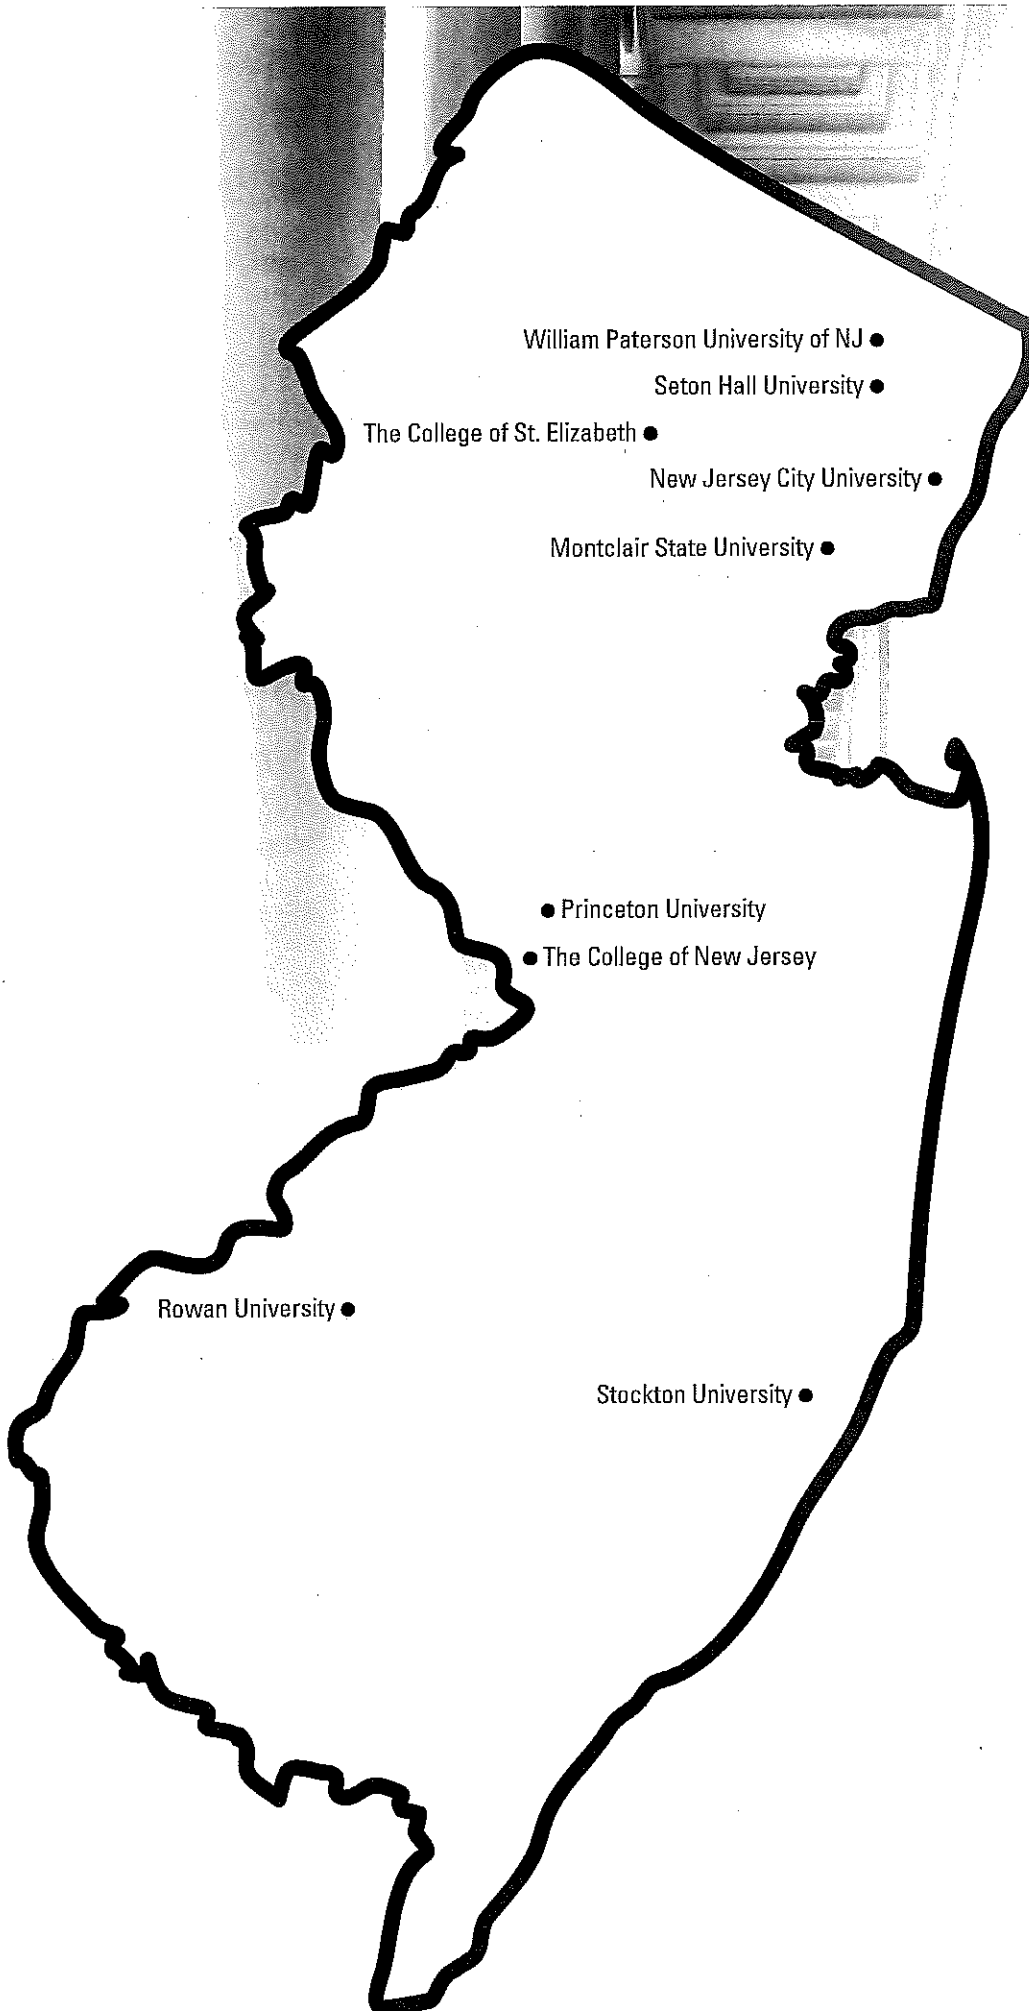 William Paterson University of NJ
Seton Hall University
The College of St. Elizabeth
New Jersey City University
Montclair State University
Princeton University
The College of New Jersey
Rowan University
Stockton University